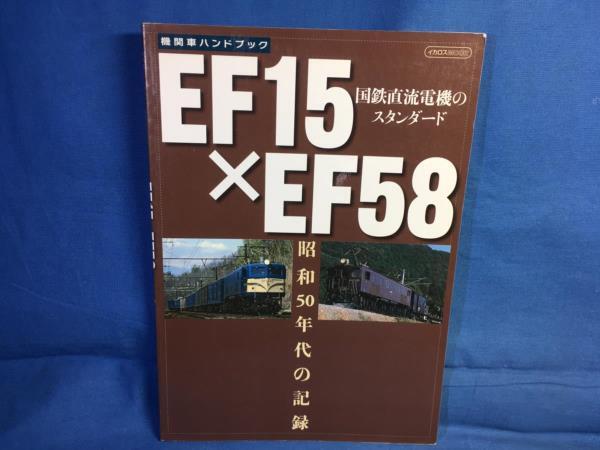 機関車ハンドブック
イカロスMOOK
EF15
国鉄直流電機の
スタンダード
×EF58
昭和50年代の記録